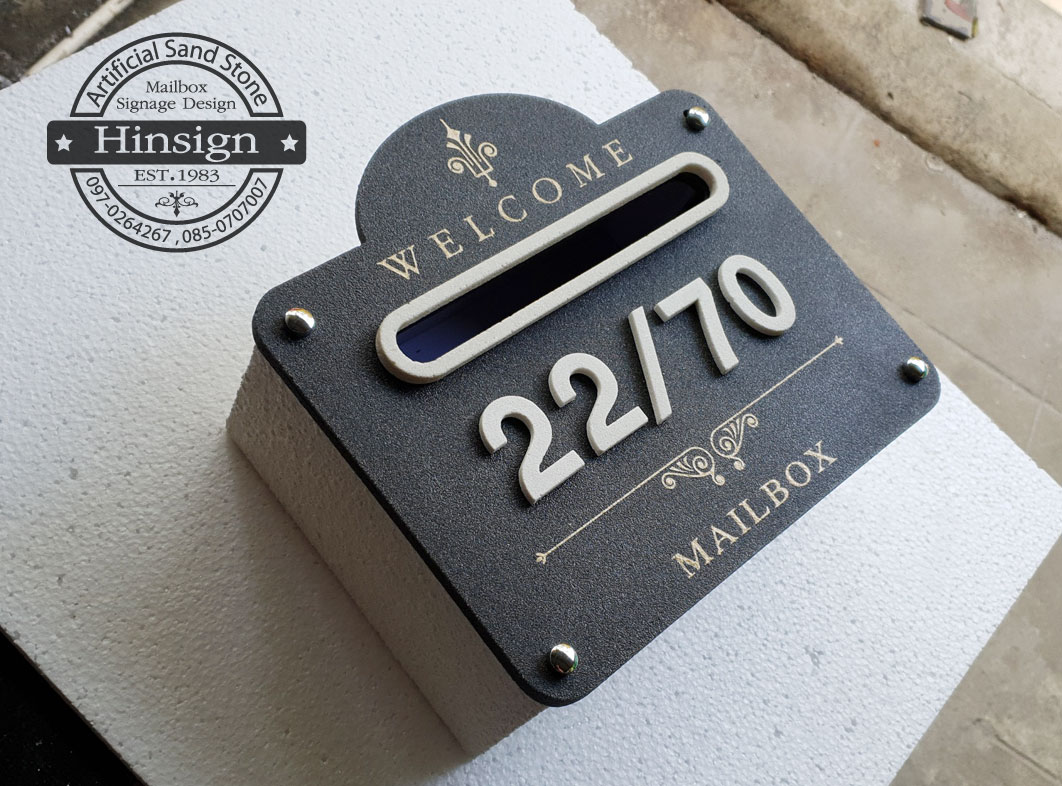 Artificial Sand Stone
Mailbox
Signage Design
Hinsign
EST.1983
097-0264267 , 085-0707007
WELCOME
22/70
MAILBOX